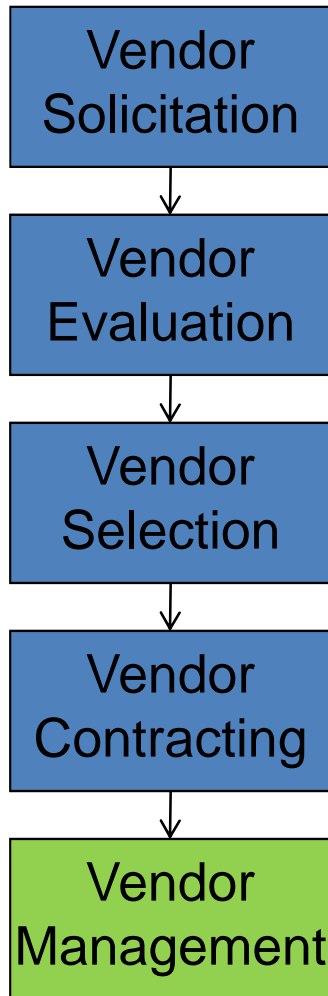 Vendor
Solicitation
Vendor
Evaluation
Vendor
Selection
Vendor
Contracting
Vendor
Management